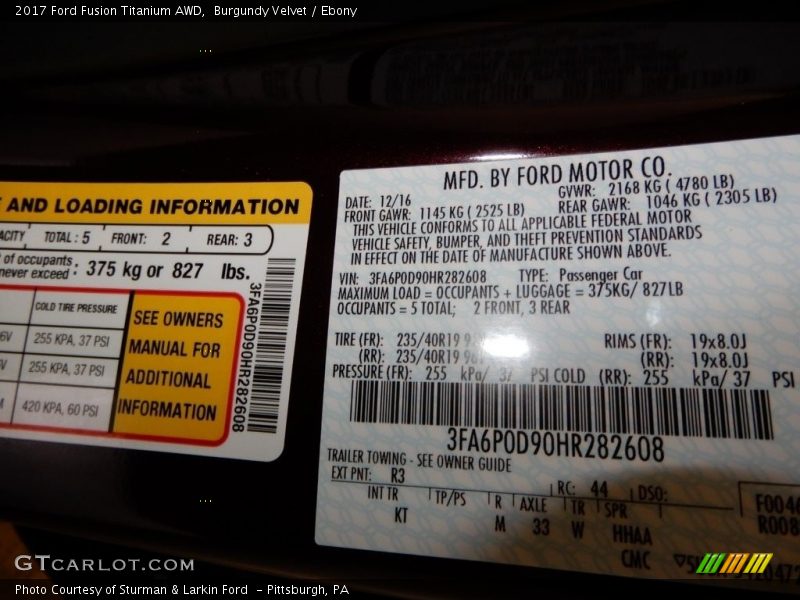 2017 Ford Fusion Titanium AWD, Burgundy Velvet / Ebony
AND LOADING INFORMATION
TOTAL : 5 FRONT: 2 REAR: 3
of occupants
never exceed : 375 kg or 827 lbs.
COLD TIRE PRESSURE
255 KPA, 37 PSI
255 KPA, 37 PSI
420 KPA, 60 PSI
SEE OWNERS
MANUAL FOR
ADDITIONAL
INFORMATION
3FA6P0D90HR282608
MFD. BY FORD MOTOR CO.
DATE: 12/16 GVWR: 2168 KG ( 4780 LB)
FRONT GAWR: 1145 KG ( 2525 LB) REAR GAWR: 1046 KG ( 2305 LB)
THIS VEHICLE CONFORMS TO ALL APPLICABLE FEDERAL MOTOR
VEHICLE SAFETY, BUMPER, AND THEFT PREVENTION STANDARDS
IN EFFECT ON THE DATE OF MANUFACTURE SHOWN ABOVE.
VIN: 3FA6P0D90HR282608 TYPE: Passenger Car
MAXIMUM LOAD = OCCUPANTS + LUGGAGE = 375KG/ 827LB
OCCUPANTS = 5 TOTAL; 2 FRONT, 3 REAR
TIRE (FR): 235/40R19 RIMS (FR): 19x8.0J
(RR): 235/40R19 (RR): 19x8.0J
PRESSURE (FR): 255 kPa/ 37 PSI COLD (RR): 255 kPa/ 37 PSI
3FA6P0D90HR282608
TRAILER TOWING - SEE OWNER GUIDE
EXT PNT: R3 RC: 44 DSO:
INT TR TP/PS R AXLE TR SPR
KT M 33 W HHAA
CMC
GTCARLOT.COM
Photo Courtesy of Sturman & Larkin Ford - Pittsburgh, PA